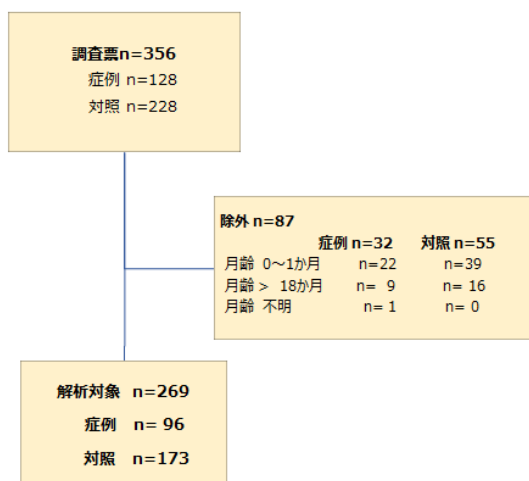 調査票n=356
症例 n=128
対照 n=228
除外 n=87
症例 n=32 対照 n=55
月齢 0～1か月 n=22 n=39
月齢 > 18か月 n= 9 n= 16
月齢 不明 n= 1 n= 0
解析対象 n=269
症例 n= 96
対照 n=173